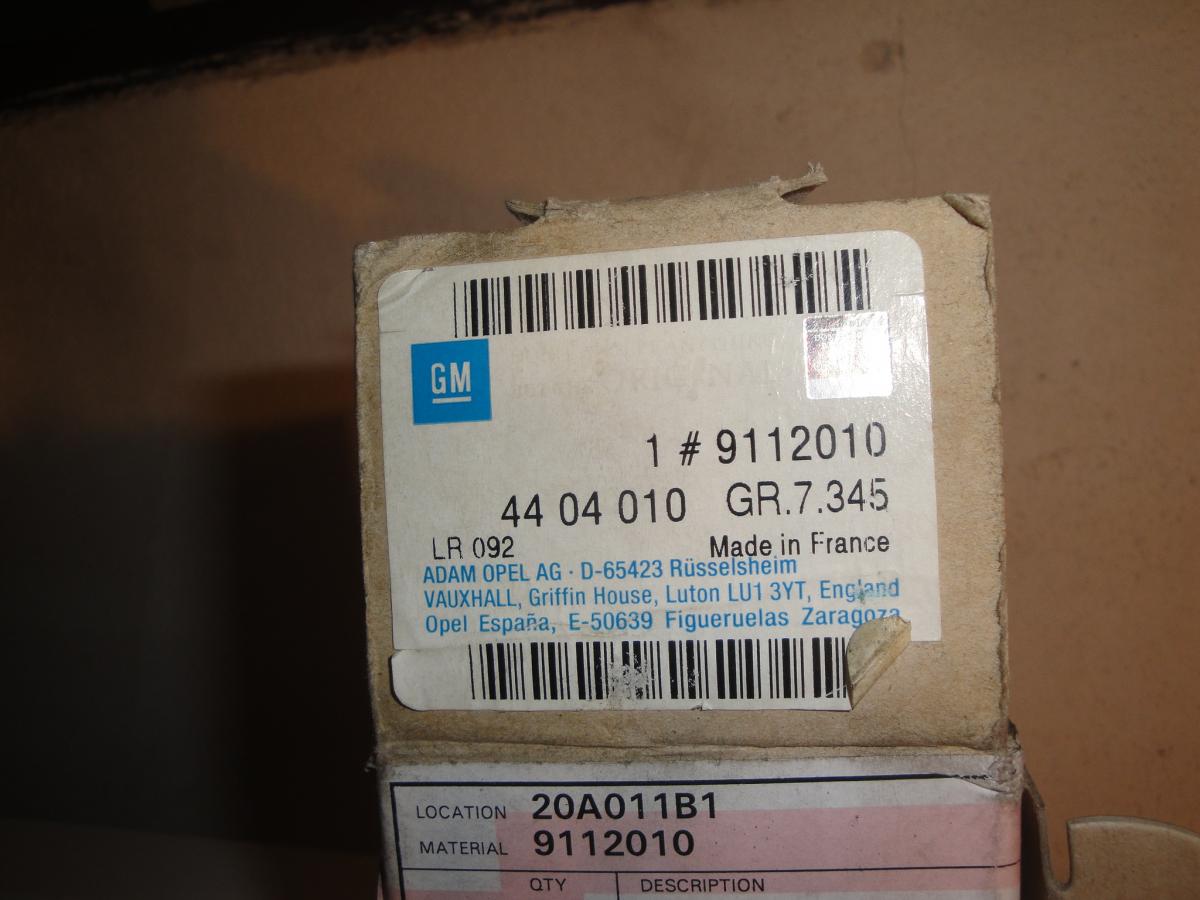 GM
ORIGINAL
1 # 9112010
44 04 010 GR.7.345
LR 092 Made in France
ADAM OPEL AG · D-65423 Rüsselsheim
VAUXHALL, Griffin House, Luton LU1 3YT, England
Opel España, E-50639 Figueruelas Zaragoza
LOCATION 20A011B1
MATERIAL 9112010
QTY DESCRIPTION